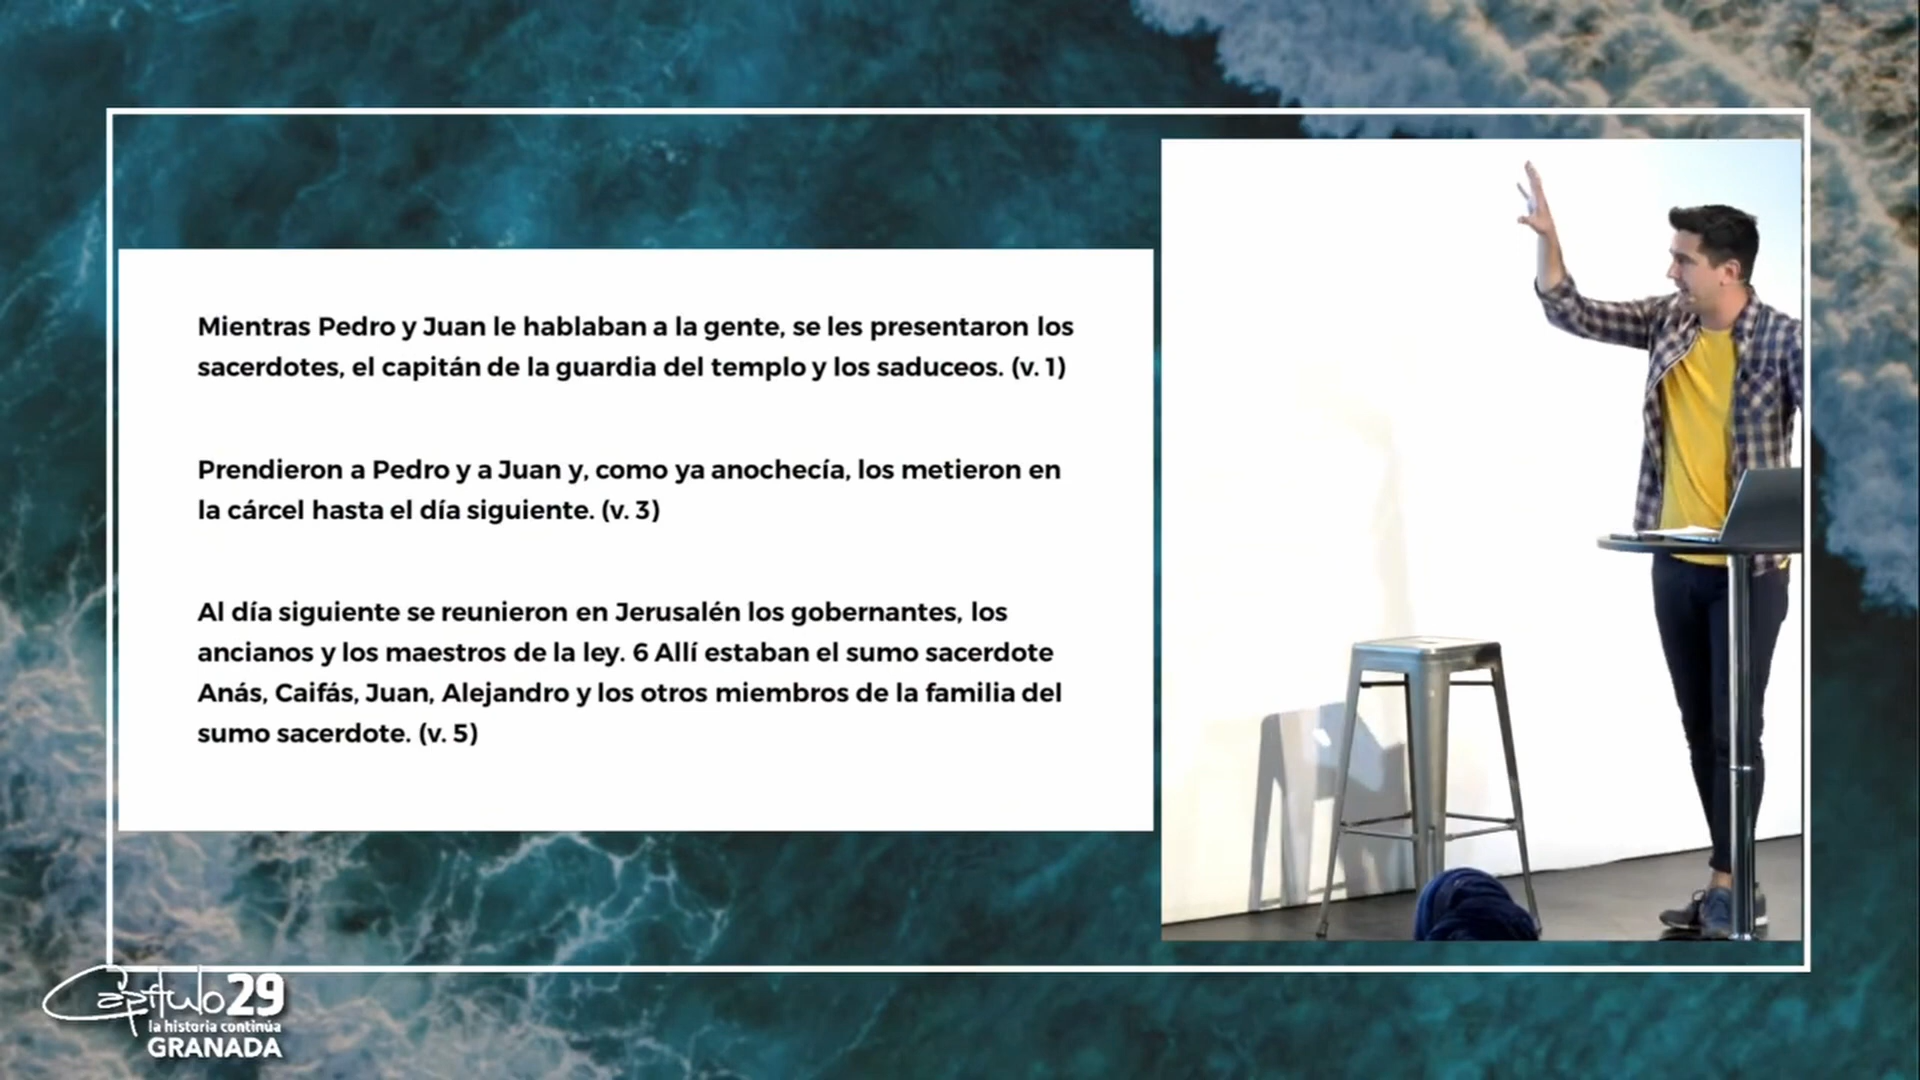 Mientras Pedro y Juan le hablaban a la gente, se les presentaron los
sacerdotes, el capitán de la guardia del templo y los saduceos. (v. 1)
Prendieron a Pedro y a Juan y, como ya anochecía, los metieron en
la cárcel hasta el día siguiente. (v. 3)
Al día siguiente se reunieron en Jerusalén los gobernantes, los
ancianos y los maestros de la ley. 6 Allí estaban el sumo sacerdote
Anás, Caifás, Juan, Alejandro y los otros miembros de la familia del
sumo sacerdote. (v. 5)
Capítulo 29
la historia continúa
GRANADA